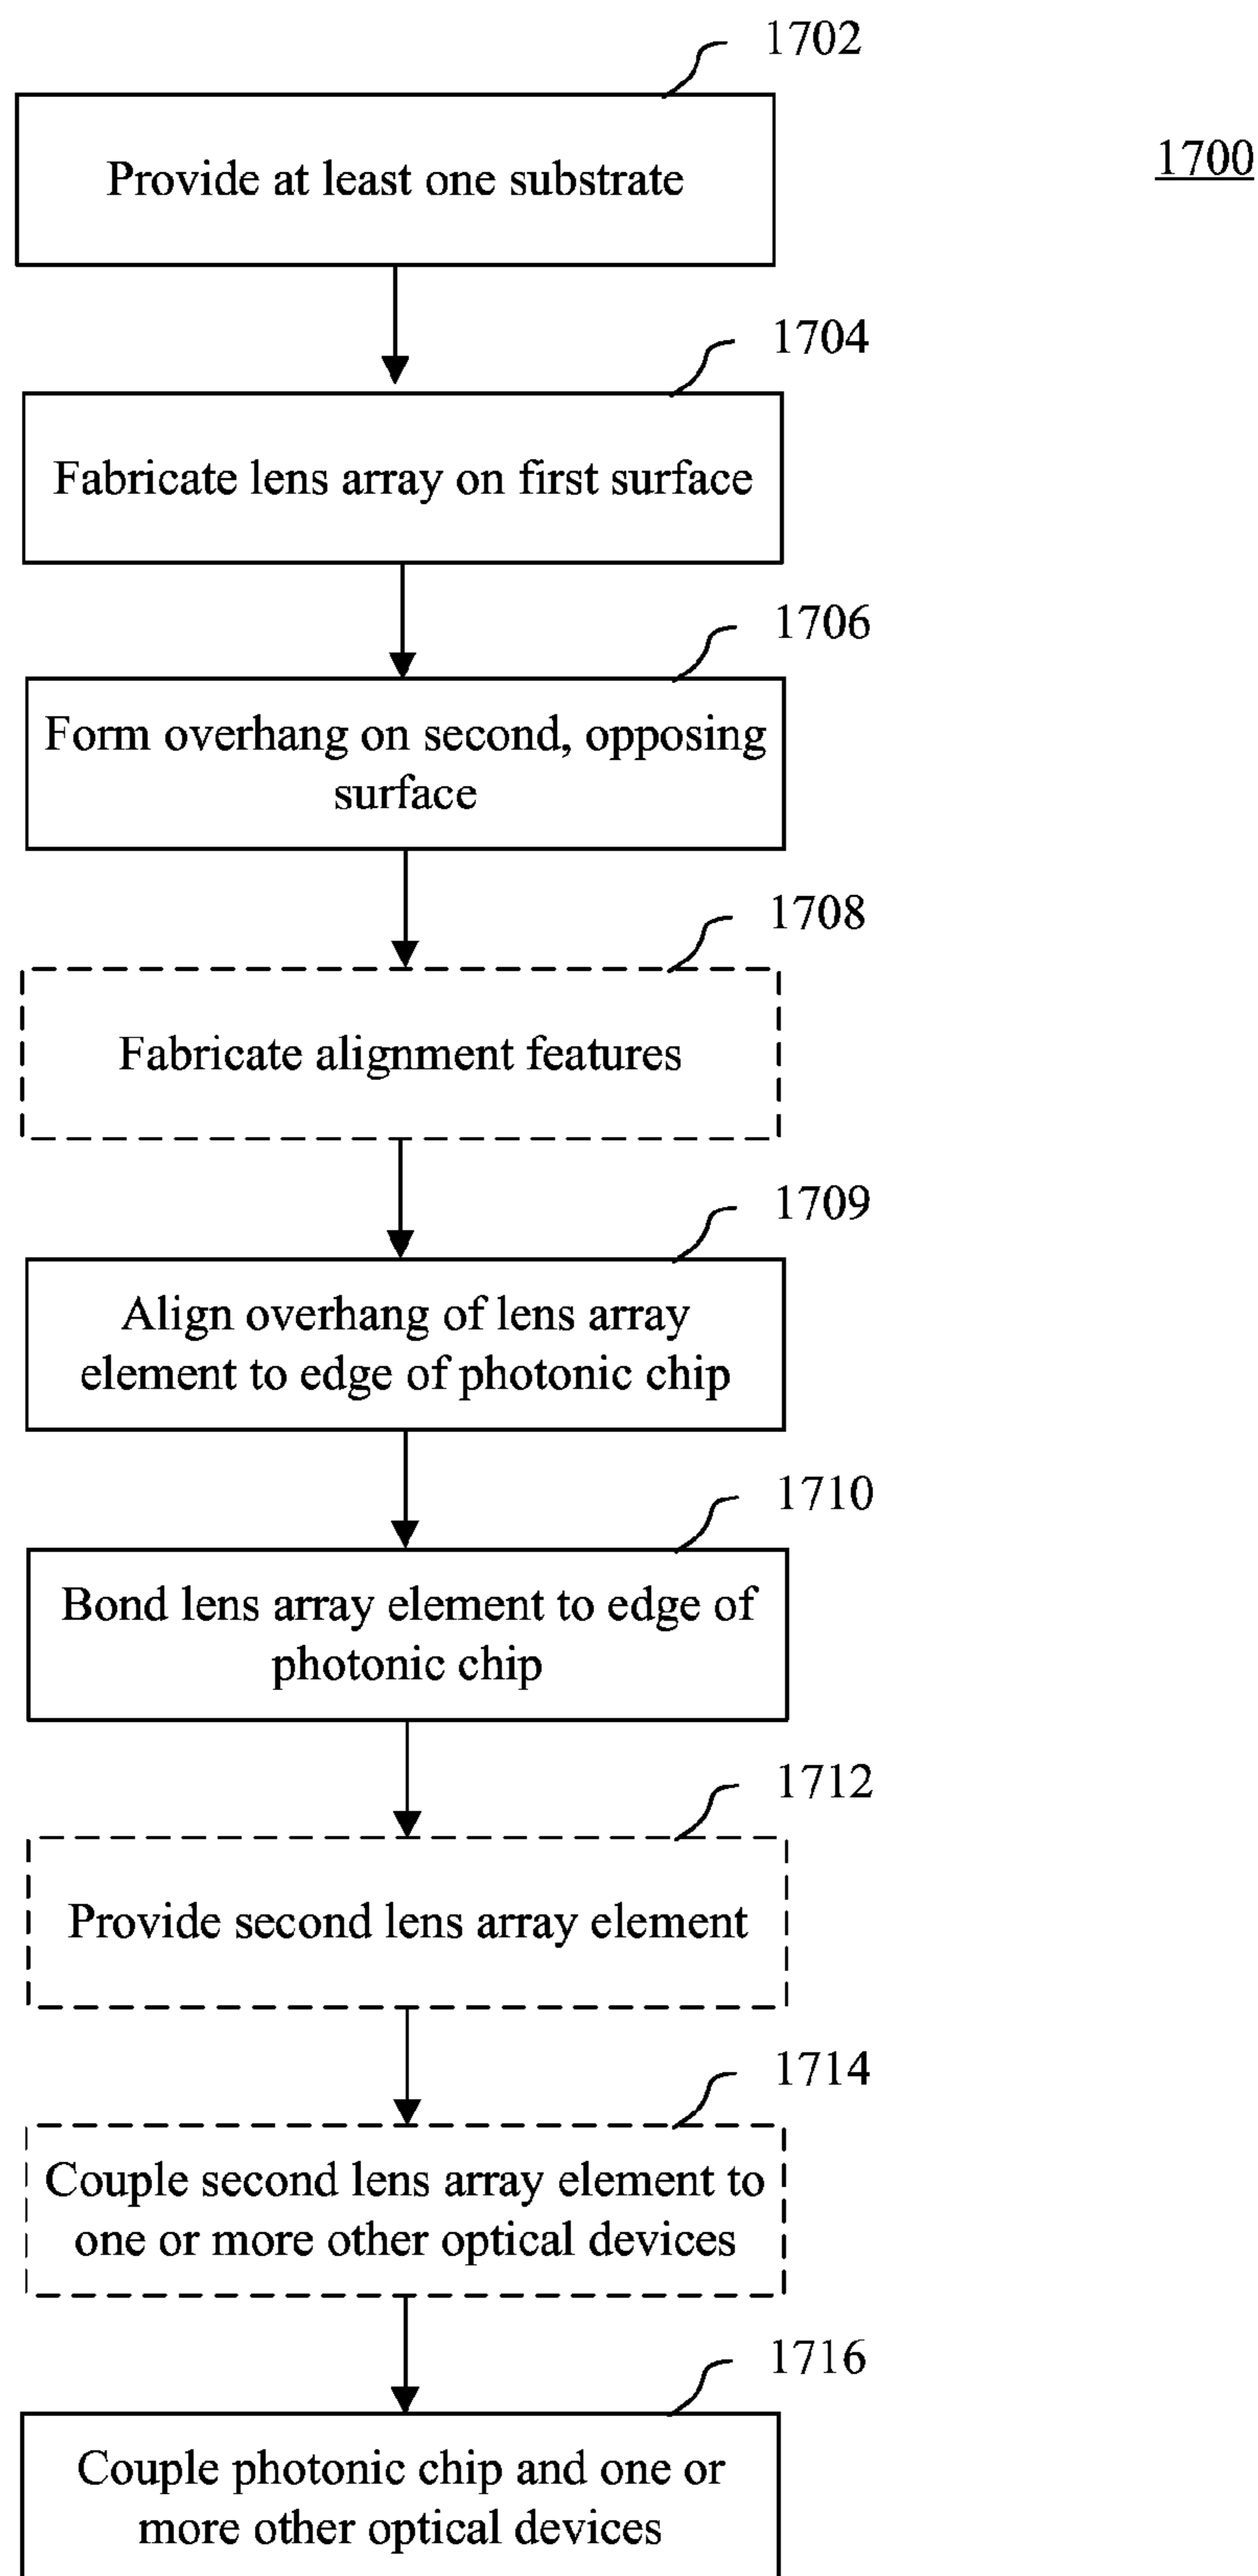 1702
1700
Provide at least one substrate
1704
Fabricate lens array on first surface
1706
Form overhang on second, opposing
surface
1708
Fabricate alignment features
1709
Align overhang of lens array
element to edge of photonic chip
1710
Bond lens array element to edge of
photonic chip
1712
Provide second lens array element
1714
Couple second lens array element to
one or more other optical devices
1716
Couple photonic chip and one or
more other optical devices